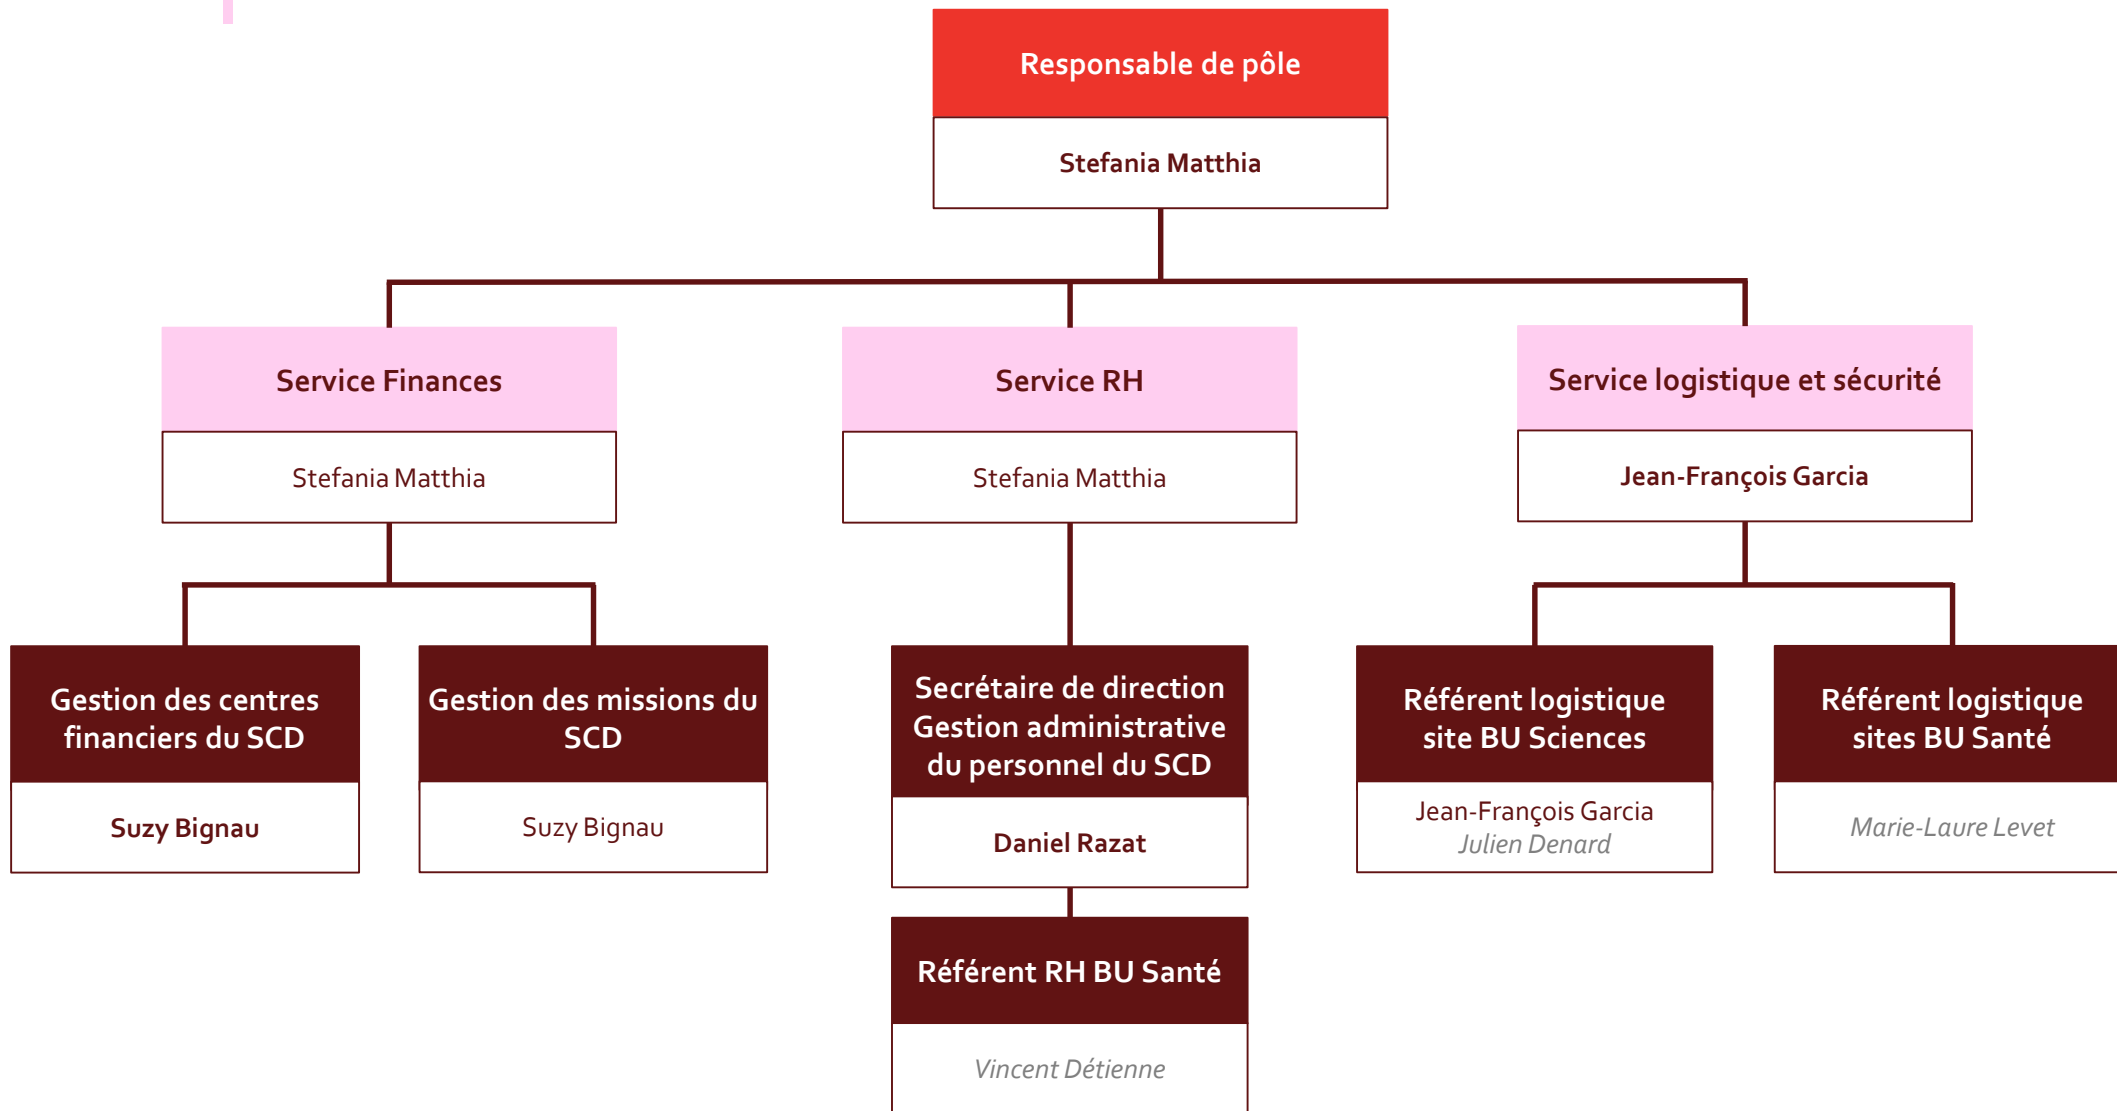 Responsable de pôle
Stefania Matthia
Service Finances
Stefania Matthia
Service RH
Stefania Matthia
Service logistique et sécurité
Jean-François Garcia
Gestion des centres
financiers du SCD
Suzy Bignau
Gestion des missions du
SCD
Suzy Bignau
Secrétaire de direction
Gestion administrative
du personnel du SCD
Daniel Razat
Référent RH BU Santé
Vincent Détienne
Référent logistique
site BU Sciences
Jean-François Garcia
Julien Denard
Référent logistique
sites BU Santé
Marie-Laure Levet